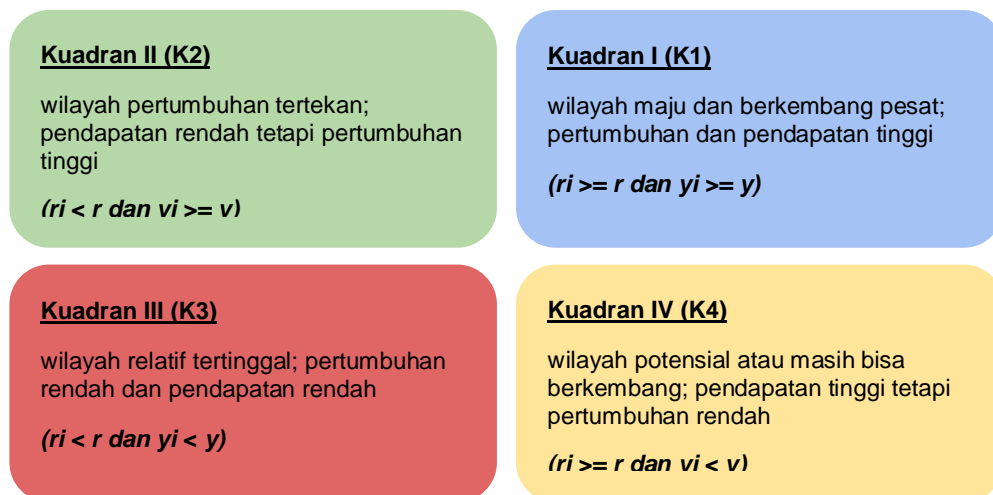 Kuadran II (K2)
wilayah pertumbuhan tertekan;
pendapatan rendah tetapi pertumbuhan
tinggi
(ri < r dan yi >= y)
Kuadran I (K1)
wilayah maju dan berkembang pesat;
pertumbuhan dan pendapatan tinggi
(ri >= r dan yi >= y)
Kuadran III (K3)
wilayah relatif tertinggal; pertumbuhan
rendah dan pendapatan rendah
(ri < r dan yi < y)
Kuadran IV (K4)
wilayah potensial atau masih bisa
berkembang; pendapatan tinggi tetapi
pertumbuhan rendah
(ri >= r dan yi < y)